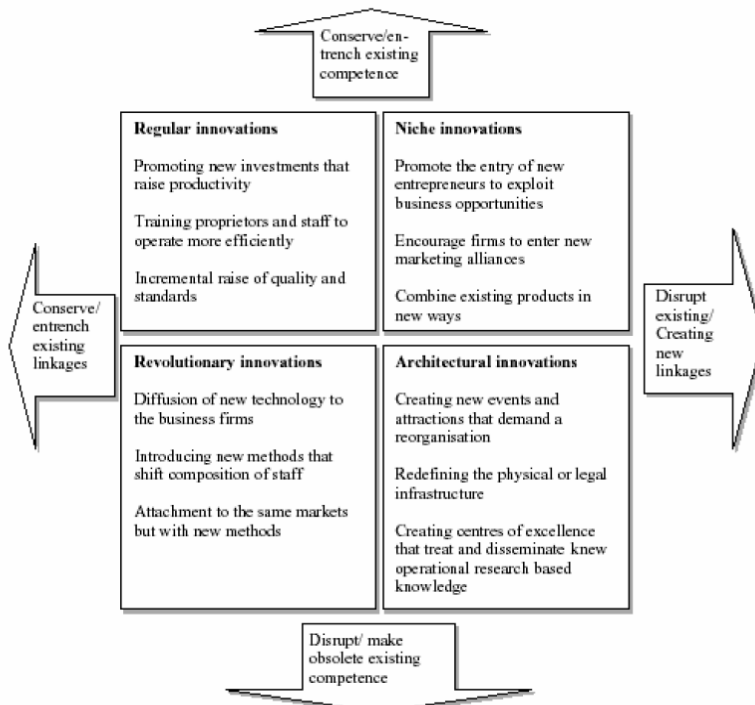 Conserve/en-
trench existing
competence
Regular innovations
Promoting new investments that
raise productivity
Training proprietors and staff to
operate more efficiently
Incremental raise of quality and
standards
Niche innovations
Promote the entry of new
entrepreneurs to exploit
business opportunities
Encourage firms to enter new
marketing alliances
Combine existing products in
new ways
Conserve/
entrench
existing
linkages
Disrupt
existing/
Creating
new
linkages
Revolutionary innovations
Diffusion of new technology to
the business firms
Introducing new methods that
shift composition of staff
Attachment to the same markets
but with new methods
Architectural innovations
Creating new events and
attractions that demand a
reorganisation
Redefining the physical or legal
infrastructure
Creating centres of excellence
that treat and disseminate knew
operational research based
knowledge
Disrupt/ make
obsolete existing
competence